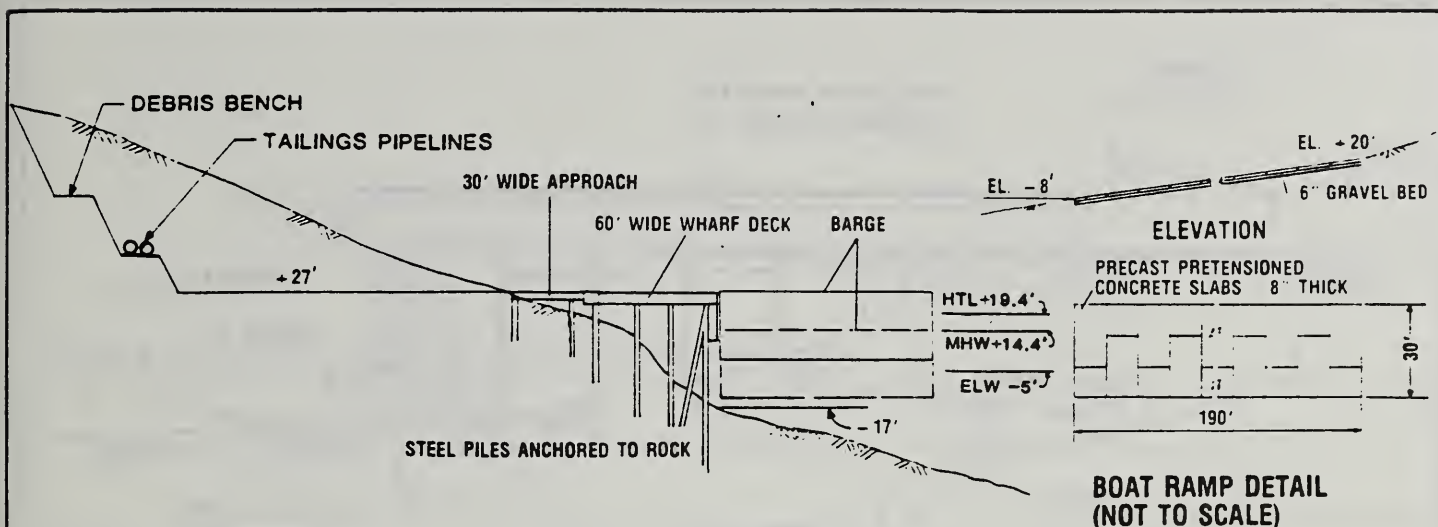 DEBRIS BENCH
TAILINGS PIPELINES
30' WIDE APPROACH
60' WIDE WHARF DECK
BARGE
+27'
HTL+19.4'
MHW+14.4'
ELW -5'
-17'
STEEL PILES ANCHORED TO ROCK
EL. +20'
EL. -8'
6" GRAVEL BED
ELEVATION
PRECAST PRETENSIONED
CONCRETE SLABS 8" THICK
30'
190'
BOAT RAMP DETAIL
(NOT TO SCALE)